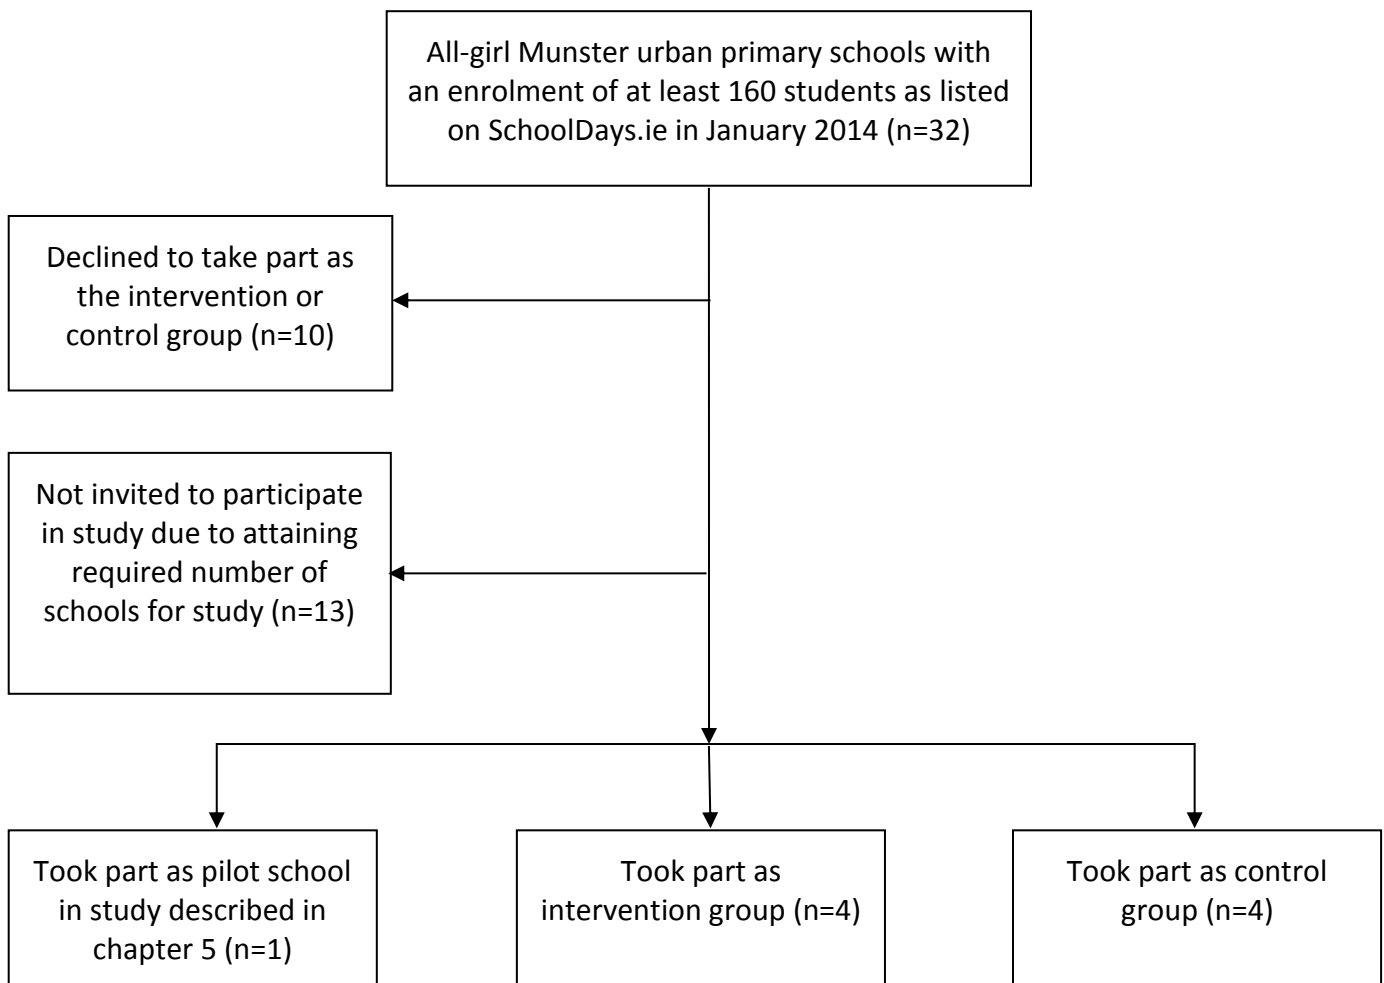 All-girl Munster urban primary schools with
an enrolment of at least 160 students as listed
on SchoolDays.ie in January 2014 (n=32)
Declined to take part as
the intervention or
control group (n=10)
Not invited to participate
in study due to attaining
required number of
schools for study (n=13)
Took part as pilot school
in study described in
chapter 5 (n=1)
Took part as
intervention group (n=4)
Took part as control
group (n=4)